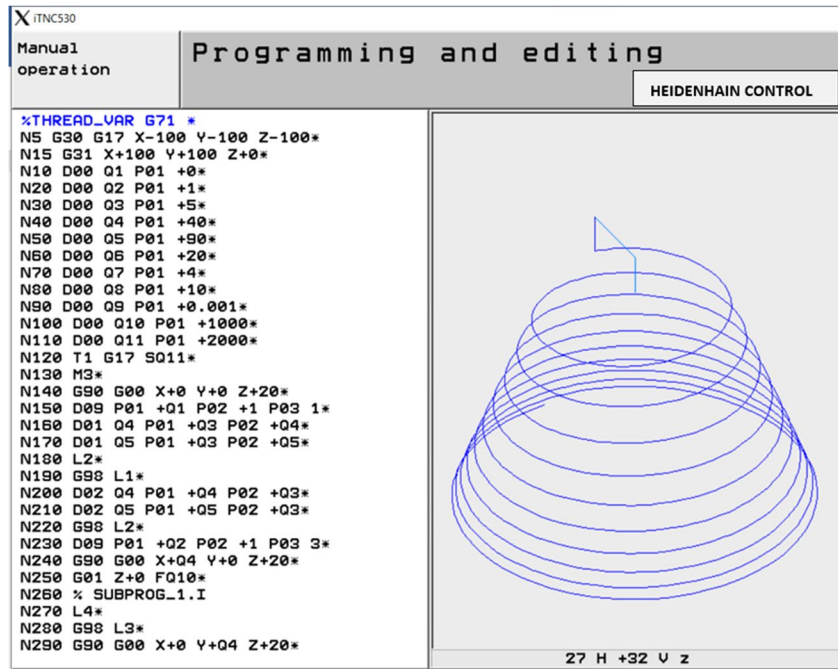 iTNC530
Manual
operation
Programming and editing
HEIDENHAIN CONTROL
%THREAD_VAR G71 *
N5 G30 G17 X-100 Y-100 Z-100*
N15 G31 X+100 Y+100 Z+0*
N10 D00 Q1 P01 +0*
N20 D00 Q2 P01 +1*
N30 D00 Q3 P01 +5*
N40 D00 Q4 P01 +40*
N50 D00 Q5 P01 +90*
N60 D00 Q6 P01 +20*
N70 D00 Q7 P01 +4*
N80 D00 Q8 P01 +10*
N90 D00 Q9 P01 +0.001*
N100 D00 Q10 P01 +1000*
N110 D00 Q11 P01 +2000*
N120 T1 G17 SQ11*
N130 M3*
N140 G90 G00 X+0 Y+0 Z+20*
N150 D09 P01 +Q1 P02 +1 P03 1*
N160 D01 Q4 P01 +Q3 P02 +Q4*
N170 D01 Q5 P01 +Q3 P02 +Q5*
N180 L2*
N190 G98 L1*
N200 D02 Q4 P01 +Q4 P02 +Q3*
N210 D02 Q5 P01 +Q5 P02 +Q3*
N220 G98 L2*
N230 D09 P01 +Q2 P02 +1 P03 3*
N240 G90 G00 X+Q4 Y+0 Z+20*
N250 G01 Z+0 FQ10*
N260 % SUBPROG_1.I
N270 L4*
N280 G98 L3*
N290 G90 G00 X+0 Y+Q4 Z+20*
27 H +32 V z